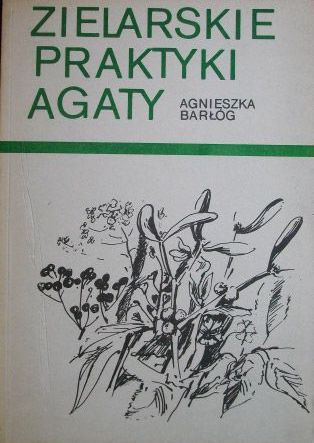 ZIELARSKIE
PRAKTYKI
AGATY
AGNIESZKA
BARŁÓG